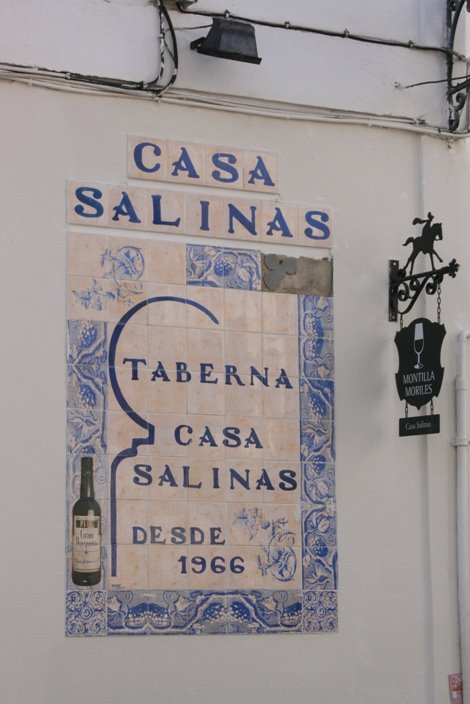 CASA
SALINAS
TABERNA
CASA
SALINAS
DESDE
1966
MONTILLA
MORILES
Casa Salinas